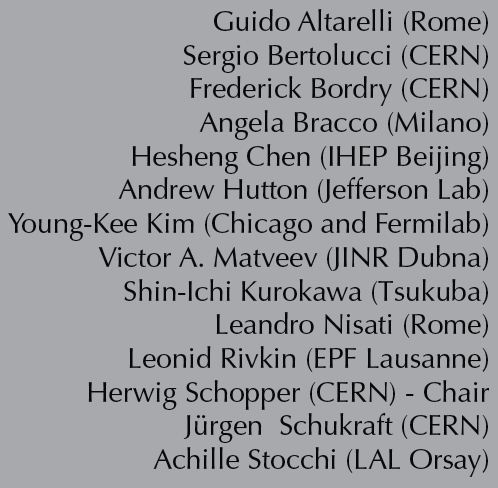 Guido Altarelli (Rome)
Sergio Bertolucci (CERN)
Frederick Bordry (CERN)
Angela Bracco (Milano)
Hesheng Chen (IHEP Beijing)
Andrew Hutton (Jefferson Lab)
Young-Kee Kim (Chicago and Fermilab)
Victor A. Matveev (JINR Dubna)
Shin-Ichi Kurokawa (Tsukuba)
Leandro Nisati (Rome)
Leonid Rivkin (EPF Lausanne)
Herwig Schopper (CERN) - Chair
Jürgen  Schukraft (CERN)
Achille Stocchi (LAL Orsay)